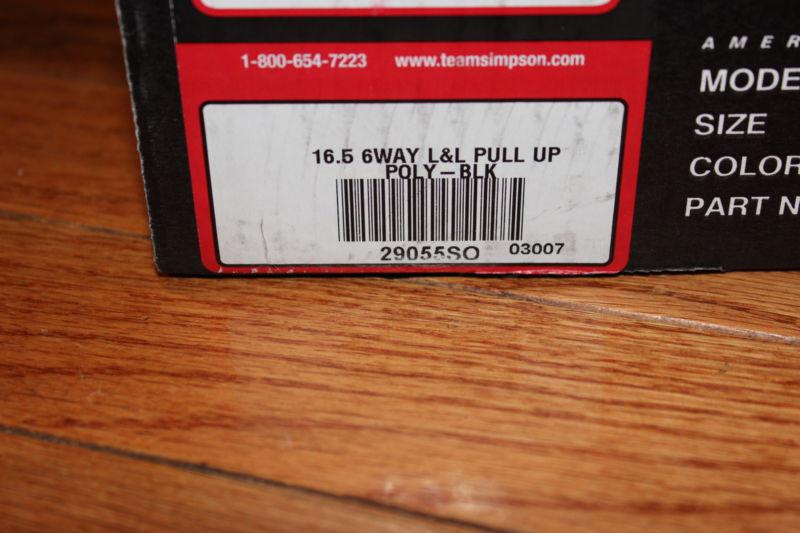 1-800-654-7223 www.teamsimpson.com
16.5 6WAY L&L PULL UP
POLY-BLK
29055SO 03007
AMER
MODE
SIZE
COLOR
PART N